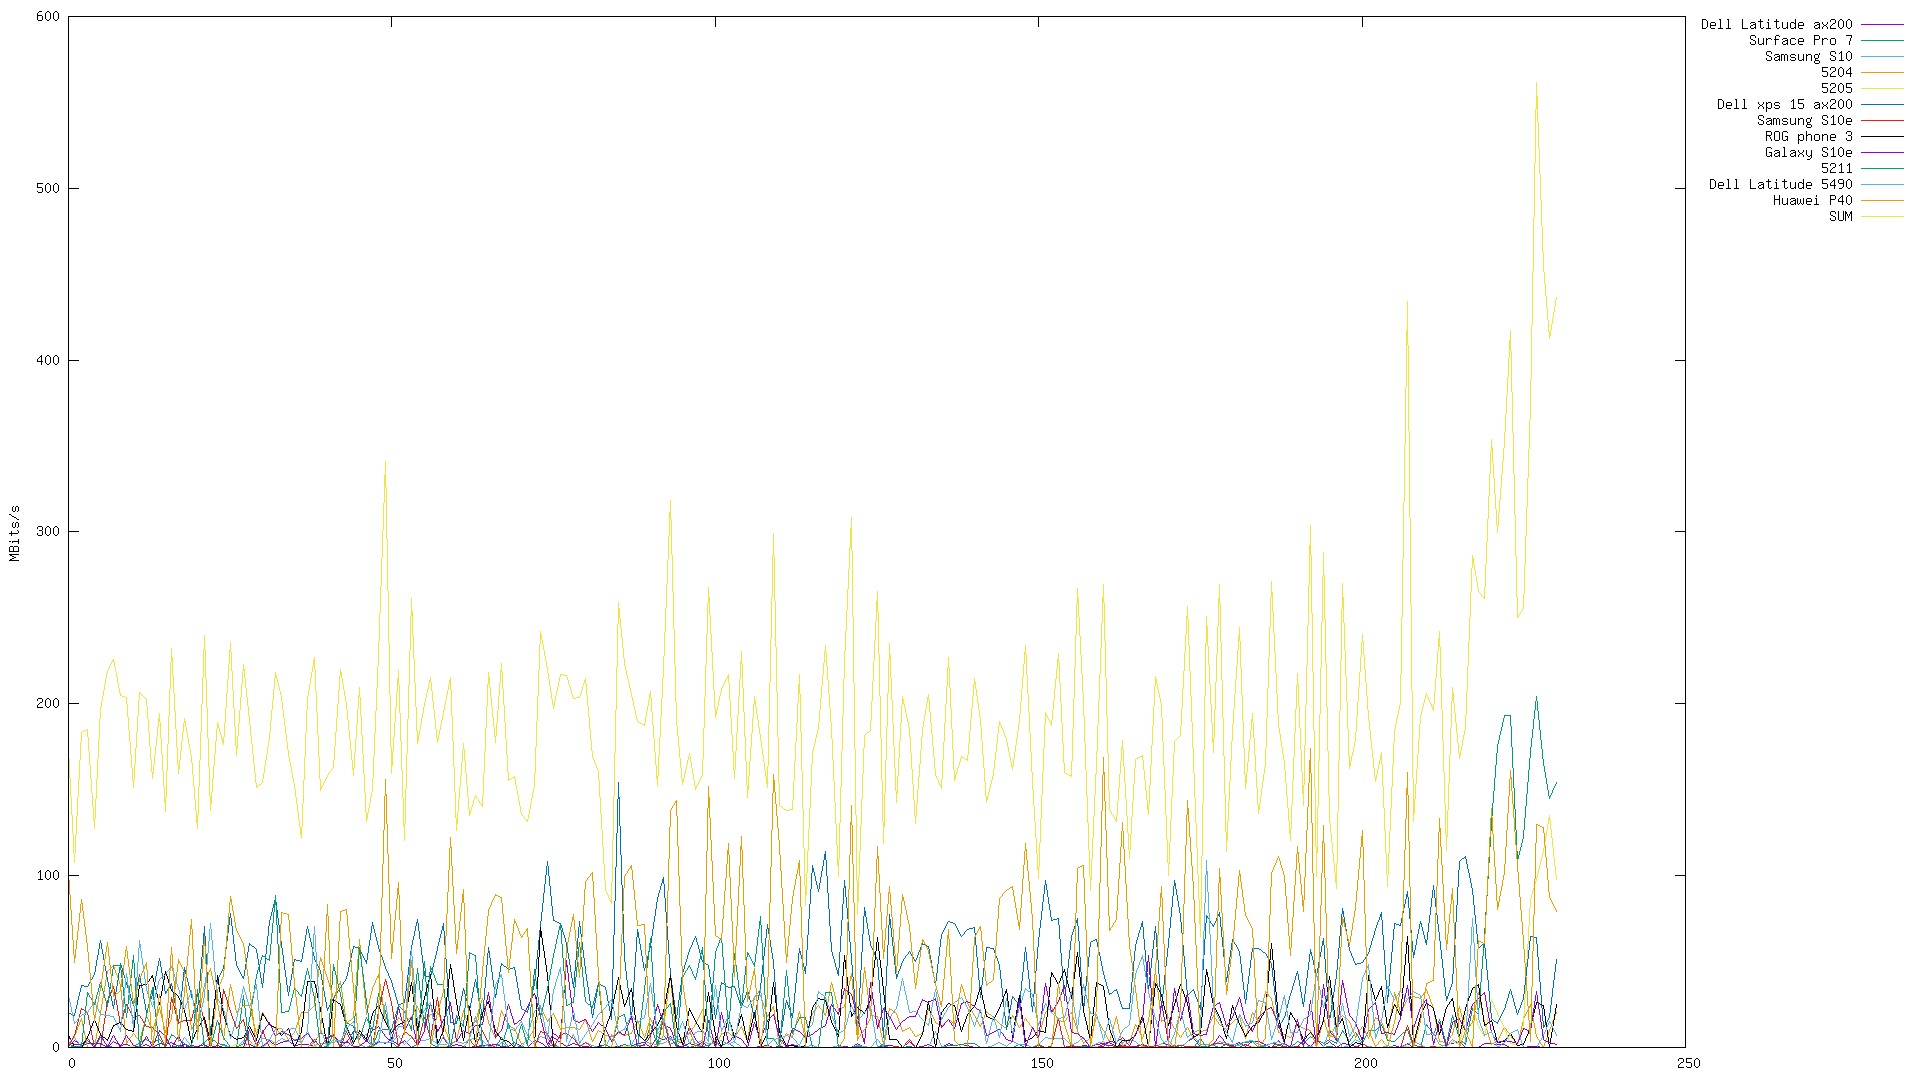 600
500
400
300
200
100
0
MBits/s
0 50 100 150 200 250
Dell Latitude ax200
Surface Pro 7
Samsung S10
5204
5205
Dell xps 15 ax200
Samsung S10e
ROG phone 3
Galaxy S10e
5211
Dell Latitude 5490
Huawei P40
SUM